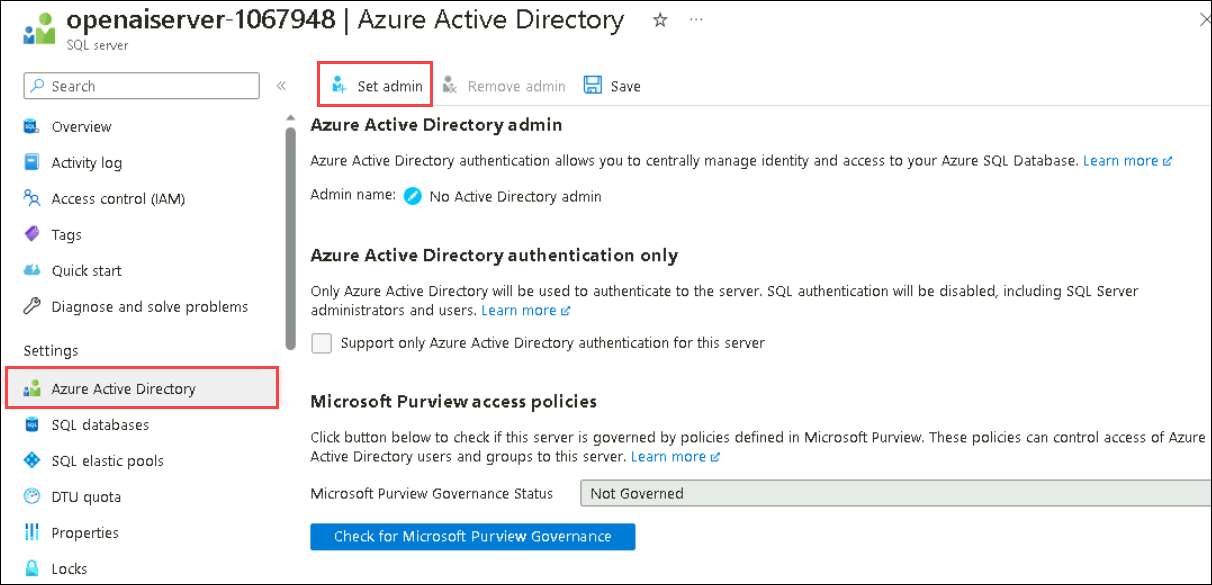 openaiserver-1067948 | Azure Active Directory ☆ ···
SQL server
Search
«
Set admin
Remove admin
Save
Overview
Activity log
Access control (IAM)
Tags
Quick start
Diagnose and solve problems
Settings
Azure Active Directory
SQL databases
SQL elastic pools
DTU quota
Properties
Locks
Azure Active Directory admin
Azure Active Directory authentication allows you to centrally manage identity and access to your Azure SQL Database. Learn more
Admin name: No Active Directory admin
Azure Active Directory authentication only
Only Azure Active Directory will be used to authenticate to the server. SQL authentication will be disabled, including SQL Server
administrators and users. Learn more
Support only Azure Active Directory authentication for this server
Microsoft Purview access policies
Click button below to check if this server is governed by policies defined in Microsoft Purview. These policies can control access of Azure
Active Directory users and groups to this server. Learn more
Microsoft Purview Governance Status Not Governed
Check for Microsoft Purview Governance